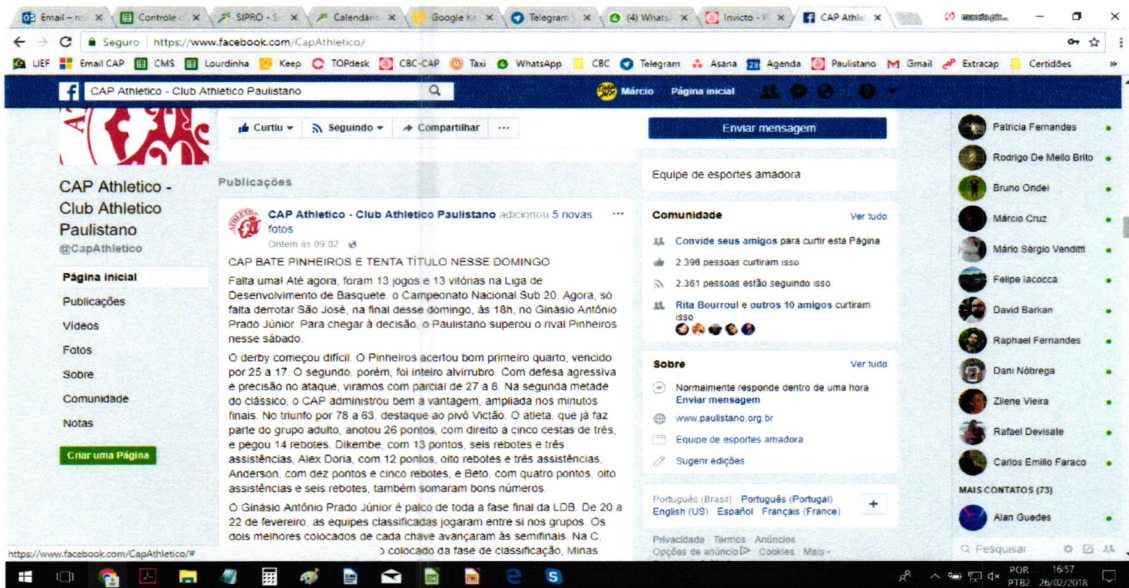 Email – no
Controle d
SIPRO - S
Calendário
Google Ke
Telegram
(4) Whats
Invicto - R
CAP Athle
Seguro | https://www.facebook.com/CapAthletico/
LIEF Email CAP CMS Lourdinha Keep TOPdesk CBC-CAP Taxi WhatsApp CBC Telegram Asana Agenda Paulistano Gmail Extracap Certidões »
CAP Athletico - Club Athletico Paulistano
Márcio Página inicial
Curtiu Seguindo Compartilhar ...
Enviar mensagem
CAP Athletico -
Club Athletico
Paulistano
@CapAthletico
Página inicial
Publicações
Vídeos
Fotos
Sobre
Comunidade
Notas
Criar uma Página
Publicações
CAP Athletico - Club Athletico Paulistano adicionou 5 novas
fotos
Ontem às 09:02
CAP BATE PINHEIROS E TENTA TÍTULO NESSE DOMINGO
Falta uma! Até agora, foram 13 jogos e 13 vitórias na Liga de
Desenvolvimento de Basquete, o Campeonato Nacional Sub 20. Agora, só
falta derrotar São José, na final desse domingo, às 18h, no Ginásio Antônio
Prado Júnior. Para chegar à decisão, o Paulistano superou o rival Pinheiros
nesse sábado.
O derby começou difícil. O Pinheiros acertou bom primeiro quarto, vencido
por 25 a 17. O segundo, porém, foi inteiro alvirrubro. Com defesa agressiva
e precisão no ataque, viramos com parcial de 27 a 8. Na segunda metade
do clássico, o CAP administrou bem a vantagem, ampliada nos minutos
finais. No triunfo por 78 a 63, destaque ao pivô Victão. O atleta, que já faz
parte do grupo adulto, anotou 26 pontos, com direito a cinco cestas de três,
e pegou 14 rebotes. Dikembe, com 13 pontos, seis rebotes e três
assistências, Alex Doria, com 12 pontos, oito rebotes e três assistências,
Anderson, com dez pontos e cinco rebotes, e Beto, com quatro pontos, oito
assistências e seis rebotes, também somaram bons números.
O Ginásio Antônio Prado Júnior é palco de toda a fase final da LDB. De 20 a
22 de fevereiro, as equipes classificadas jogaram entre si nos grupos. Os
dois melhores colocados de cada chave avançaram às semifinais. Na C,
o colocado da fase de classificação, Minas
https://www.facebook.com/CapAthletico/#
Equipe de esportes amadora
Comunidade Ver tudo
Convide seus amigos para curtir esta Página
2.396 pessoas curtiram isso
2.361 pessoas estão seguindo isso
Rita Bourroul e outros 10 amigos curtiram
isso
Sobre Ver tudo
Normalmente responde dentro de uma hora
Enviar mensagem
www.paulistano.org.br
Equipe de esportes amadora
Sugerir edições
Português (Brasil) · Português (Portugal) ·
English (US) · Español · Français (France)
+
Privacidade · Termos · Anúncios ·
Opções de anúncio · Cookies · Mais
Patricia Fernandes
Rodrigo De Mello Brito
Bruno Ondei
Márcio Cruz
Mário Sérgio Venditti
Felipe Iacocca
David Barkan
Raphael Fernandes
Dani Nóbrega
Zilene Vieira
Rafael Devisate
Carlos Emilio Faraco
MAIS CONTATOS (73)
Alan Guedes
Pesquisar
POR
PTB2
16:57
26/02/2018